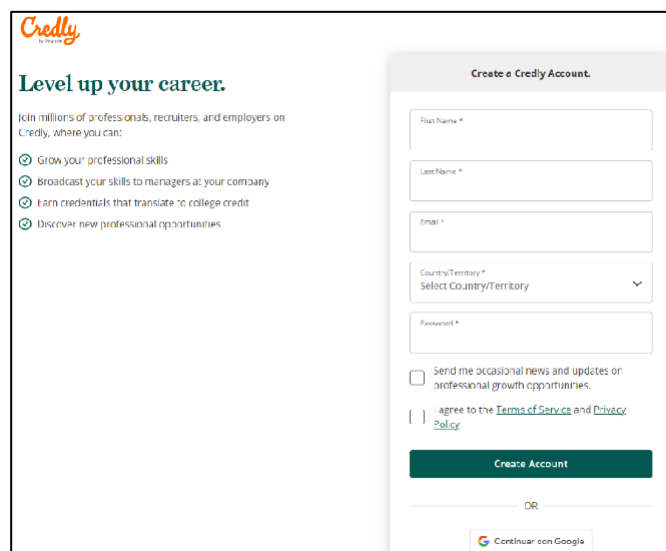 Credly
by Pearson
Level up your career.
Join millions of professionals, recruiters, and employers on
Credly, where you can:
Grow your professional skills
Broadcast your skills to managers at your company
Earn credentials that translate to college credit
Discover new professional opportunities
Create a Credly Account.
First Name *
Last Name *
Email *
Country/Territory *
Select Country/Territory
Password *
Send me occasional news and updates on
professional growth opportunities.
I agree to the Terms of Service and Privacy
Policy
Create Account
OR
Continuar con Google